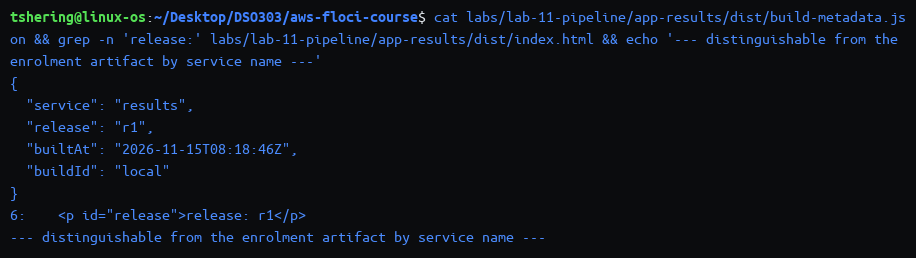 tshering@linux-os:~/Desktop/DSO303/aws-floci-course$ cat labs/lab-11-pipeline/app-results/dist/build-metadata.js
on && grep -n 'release:' labs/lab-11-pipeline/app-results/dist/index.html && echo '--- distinguishable from the
enrolment artifact by service name ---'
{
  "service": "results",
  "release": "r1",
  "builtAt": "2026-11-15T08:18:46Z",
  "buildId": "local"
}
6:    <p id="release">release: r1</p>
--- distinguishable from the enrolment artifact by service name ---